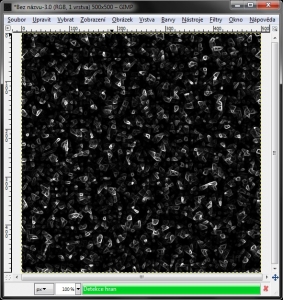 *Bez názvu-3.0 (RGB, 1 vrstva) 500x500 – GIMP
Soubor Upravit Vybrat Zobrazení Obrázek Vrstva Barvy Nástroje Filtry Okno Nápověda
px 100 % Detekce hran